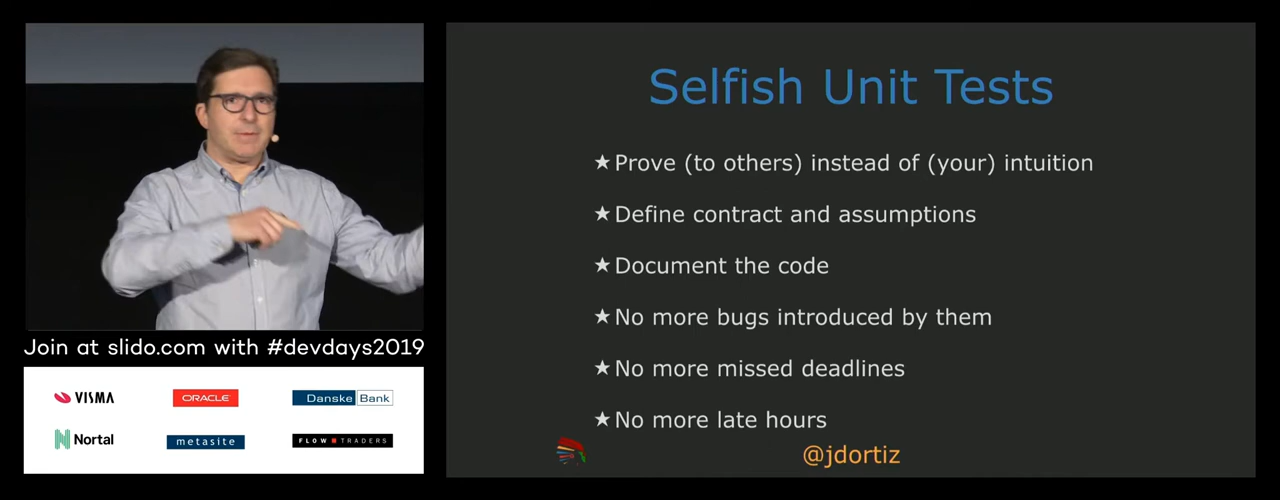 Selfish Unit Tests
★Prove (to others) instead of (your) intuition
★Define contract and assumptions
★Document the code
★No more bugs introduced by them
★No more missed deadlines
★No more late hours
@jdortiz
Join at slido.com with #devdays2019
VISMA
ORACLE
Danske Bank
Nortal
metasite
FLOW TRADERS